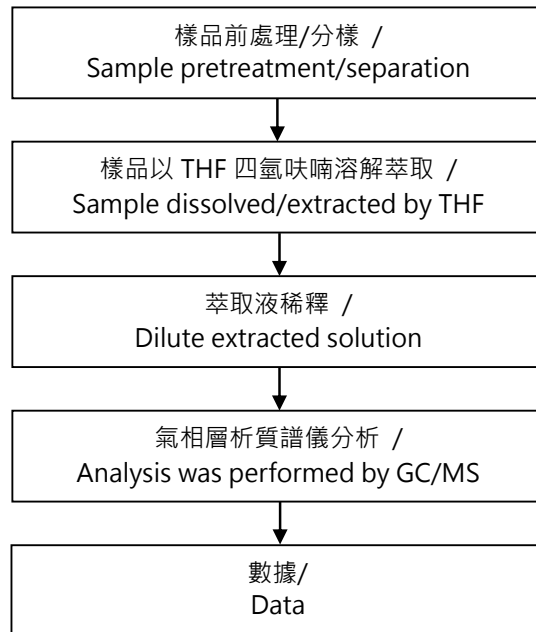 樣品前處理/分樣 /
Sample pretreatment/separation
樣品以 THF 四氫呋喃溶解萃取 /
Sample dissolved/extracted by THF
萃取液稀釋 /
Dilute extracted solution
氣相層析質譜儀分析 /
Analysis was performed by GC/MS
數據/
Data